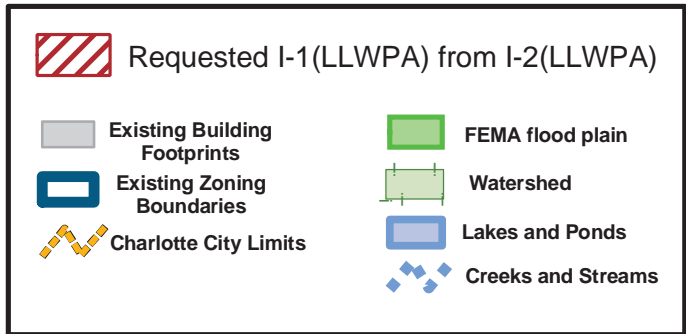 Requested I-1(LLWPA) from I-2(LLWPA)
Existing Building
Footprints
Existing Zoning
Boundaries
Charlotte City Limits
FEMA flood plain
Watershed
Lakes and Ponds
Creeks and Streams